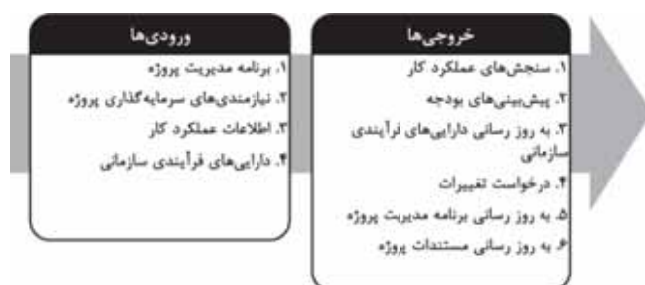 ورودی‌ها
۱. برنامه مدیریت پروژه
۲. نیازمندی‌های سرمایه‌گذاری پروژه
۳. اطلاعات عملکرد کار
۴. دارایی‌های فرآیندی سازمانی
خروجی‌ها
۱. سنجش‌های عملکرد کار
۲. پیش‌بینی‌های بودجه
۳. به روز رسانی دارایی‌های فرآیندی
سازمانی
۴. درخواست تغییرات
۵. به روز رسانی برنامه مدیریت پروژه
۶. به روز رسانی مستندات پروژه